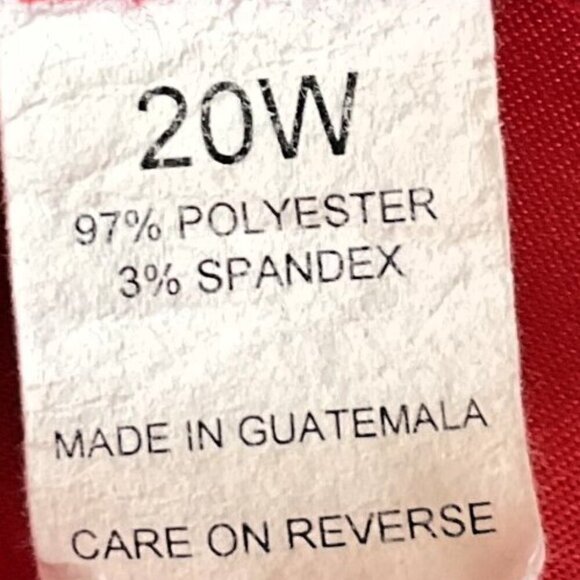 20W
97% POLYESTER
3% SPANDEX
MADE IN GUATEMALA
CARE ON REVERSE